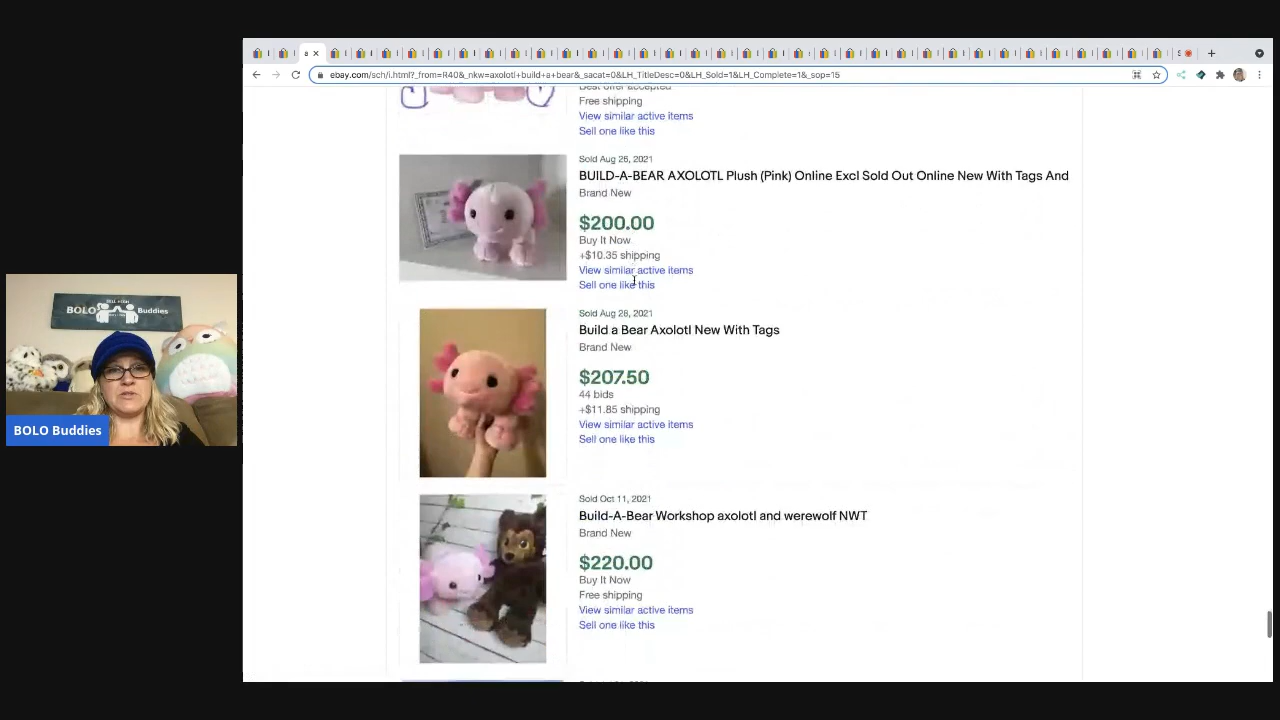 ebay.com/sch/i.html?_from=R40&_nkw=axolotl+build+a+bear&_sacat=0&LH_TitleDesc=0&LH_Sold=1&LH_Complete=1&_sop=15
Best offer accepted
Free shipping
View similar active items
Sell one like this
Sold Aug 26, 2021
BUILD-A-BEAR AXOLOTL Plush (Pink) Online Excl Sold Out Online New With Tags And
Brand New
$200.00
Buy It Now
+$10.35 shipping
View similar active items
Sell one like this
Sold Aug 28, 2021
Build a Bear Axolotl New With Tags
Brand New
$207.50
44 bids
+$11.85 shipping
View similar active items
Sell one like this
Sold Oct 11, 2021
Build-A-Bear Workshop axolotl and werewolf NWT
Brand New
$220.00
Buy It Now
Free shipping
View similar active items
Sell one like this
BOLO Buddies
BOLO Buddies